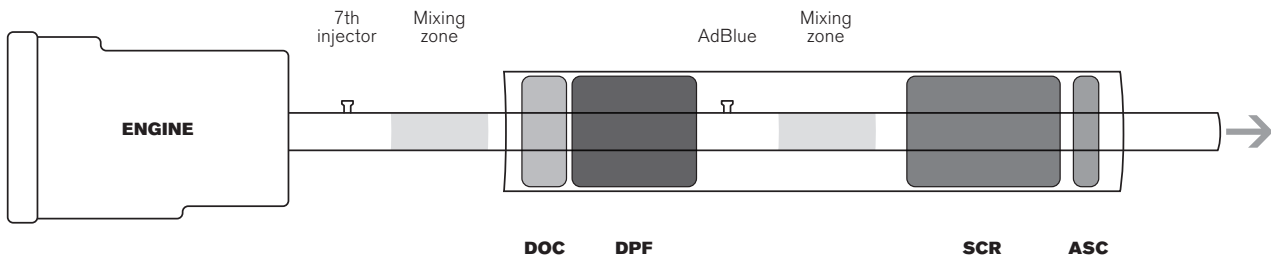 7th
injector
Mixing
zone
AdBlue
Mixing
zone
ENGINE
DOC
DPF
SCR
ASC